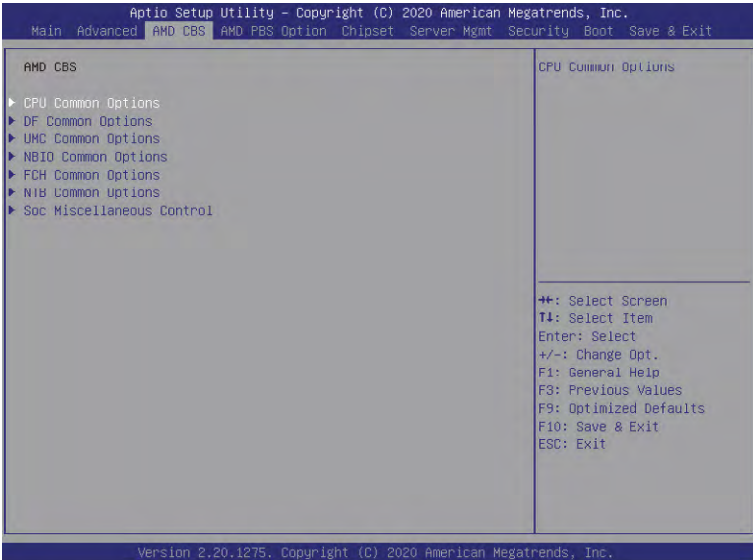 Aptio Setup Utility – Copyright (C) 2020 American Megatrends, Inc.
Main Advanced AMD CBS AMD PBS Option Chipset Server Mgmt Security Boot Save & Exit
AMD CBS
CPU Common Options
DF Common Options
UMC Common Options
NBIO Common Options
FCH Common Options
NTB Common Options
Soc Miscellaneous Control
CPU Common Options
→←: Select Screen
↑↓: Select Item
Enter: Select
+/-: Change Opt.
F1: General Help
F3: Previous Values
F9: Optimized Defaults
F10: Save & Exit
ESC: Exit
Version 2.20.1275. Copyright (C) 2020 American Megatrends, Inc.